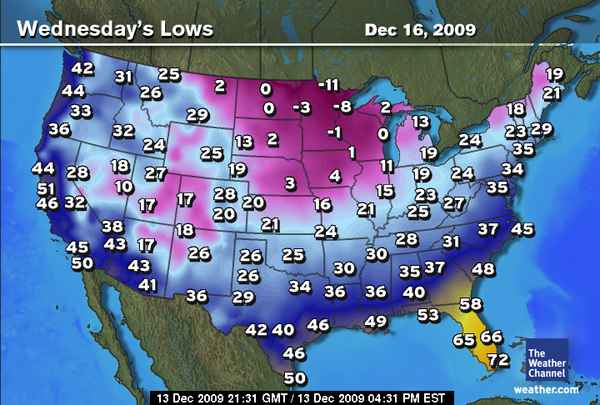 Wednesday's Lows
Dec 16, 2009
42 31 25 2 0 -11 19
44 26 0 -3 -8 2 21
33 29 13 18
36 32 13 2 -1 0 23 29
24 25 1 24 35
44 28 18 27 19 11 19 19 24 34
51 10 3 4 15 23 35
46 32 17 17 28 20 16 21 25 27
20
38 18 21 24 28 37 45
45 43 17 26 26 25 30 31
50 43 26 30 35 37 48
41 36 29 34 36 36 40 58
42 40 46 49 53 65 66
46 72
50
The
Weather
Channel
weather.com
13 Dec 2009 21:31 GMT / 13 Dec 2009 04:31 PM EST